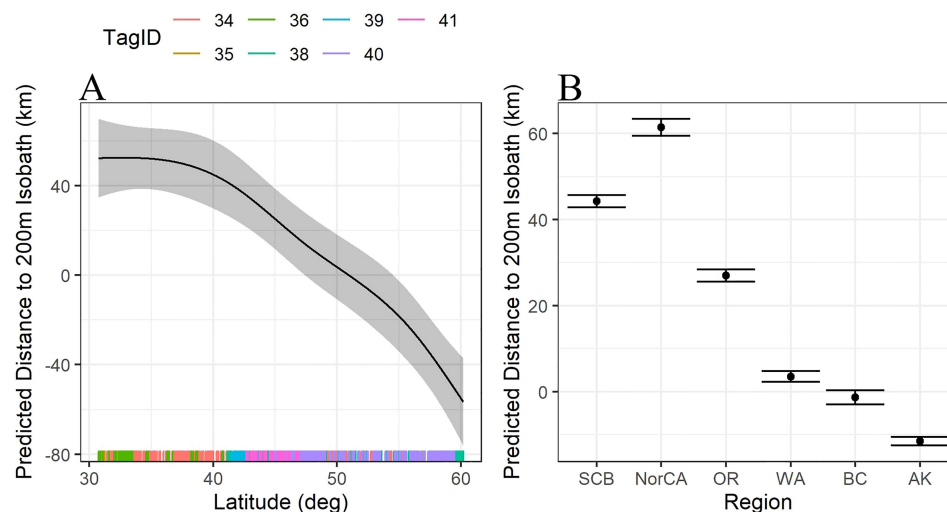 TagID
34 36 39 41
35 38 40
A
Predicted Distance to 200m Isobath (km)
40
0
-40
-80
30 40 50 60
Latitude (deg)
B
Predicted Distance to 200m Isobath (km)
60
40
20
0
SCB NorCA OR WA BC AK
Region